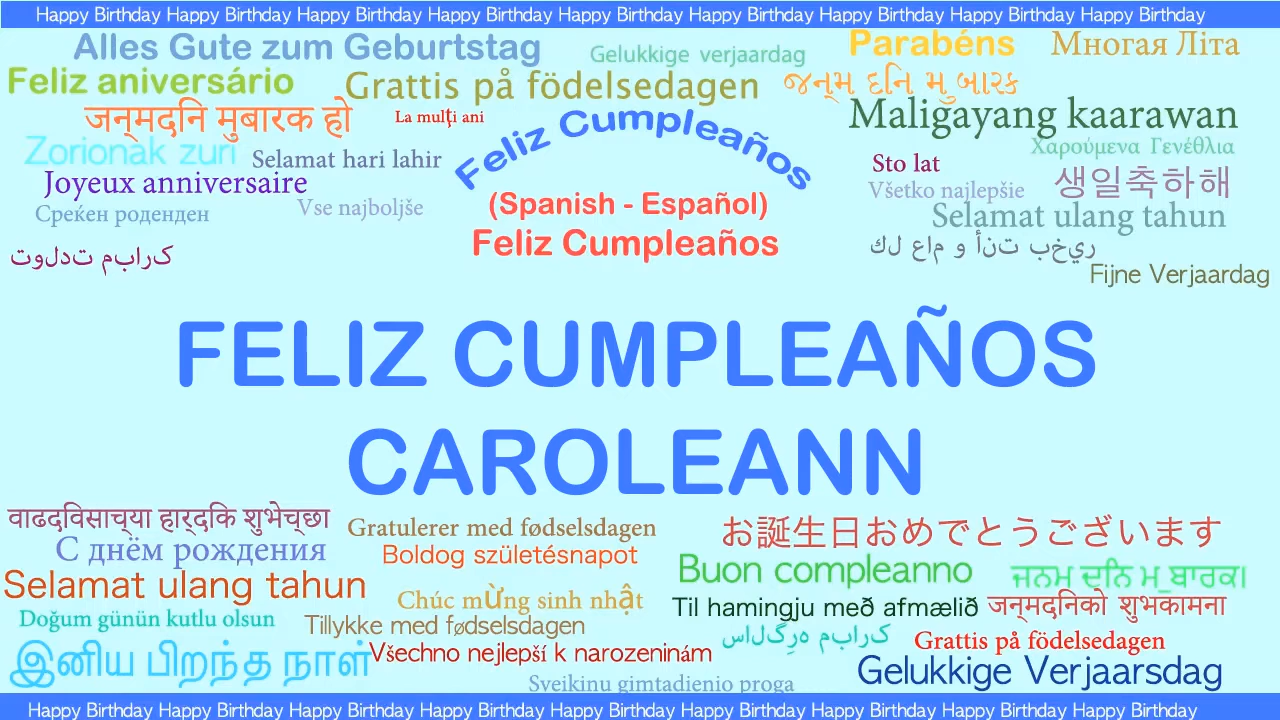 Happy Birthday Happy Birthday Happy Birthday Happy Birthday Happy Birthday Happy Birthday Happy Birthday Happy Birthday Happy Birthday
Alles Gute zum Geburtstag
Gelukkige verjaardag
Parabéns
Многая Літа
Feliz aniversário
Grattis på födelsedagen
જન્મ દિન મુબારક
जन्मदिन मुबारक हो
La mulţi ani
Feliz Cumpleaños
Maligayang kaarawan
Zorionak zuri
Selamat hari lahir
Χαρούμενα Γενέθλια
Sto lat
Joyeux anniversaire
Všetko najlepšie
생일축하해
Среќен роденден
Vse najboljše
(Spanish - Español)
Selamat ulang tahun
Feliz Cumpleaños
تولدت مبارک
كل عام و أنت بخير
Fijne Verjaardag
FELIZ CUMPLEAÑOS
CAROLEANN
वाढदिवसाच्या हार्दिक शुभेच्छा
Gratulerer med fødselsdagen
お誕生日おめでとうございます
С днём рождения
Boldog születésnapot
Buon compleanno
ਜਨਮ ਦਿਨ ਮੁਬਾਰਕ।
Selamat ulang tahun
Chúc mừng sinh nhật
Til hamingju með afmælið
जन्मदिनको शुभकामना
Doğum günün kutlu olsun
Tillykke med fødselsdagen
سالگرہ مبارک
Grattis på födelsedagen
இனிய பிறந்த நாள்
Všechno nejlepší k narozeninám
Gelukkige Verjaarsdag
Sveikinu gimtadienio proga
Happy Birthday Happy Birthday Happy Birthday Happy Birthday Happy Birthday Happy Birthday Happy Birthday Happy Birthday Happy Birthday